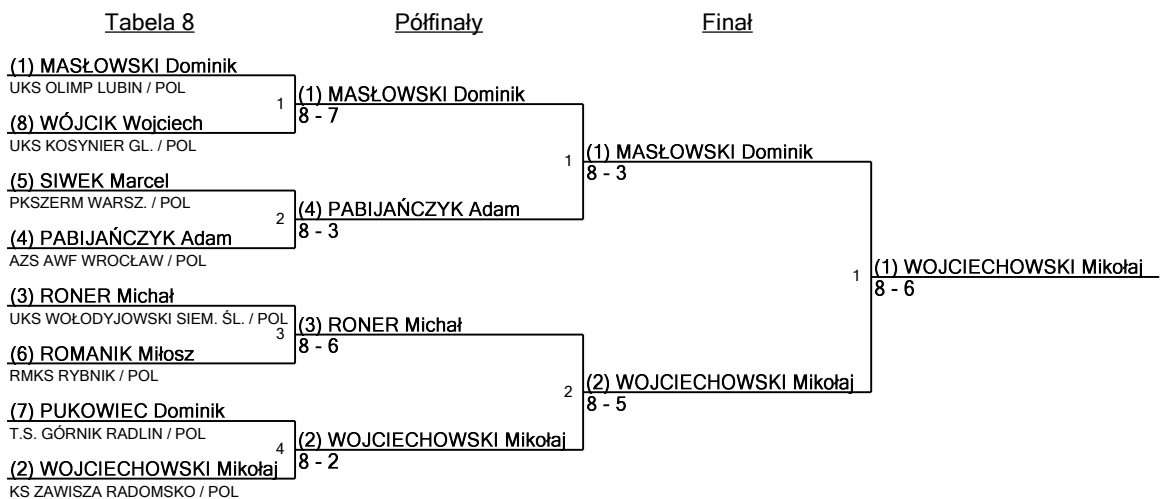 Tabela 8
Półfinały
Finał
(1) MASŁOWSKI Dominik
UKS OLIMP LUBIN / POL
1
(8) WÓJCIK Wojciech
UKS KOSYNIER GL. / POL
(5) SIWEK Marcel
PKSZERM WARSZ. / POL
2
(4) PABIJAŃCZYK Adam
AZS AWF WROCŁAW / POL
(3) RONER Michał
UKS WOŁODYJOWSKI SIEM. ŚL. / POL
3
(6) ROMANIK Miłosz
RMKS RYBNIK / POL
(7) PUKOWIEC Dominik
T.S. GÓRNIK RADLIN / POL
4
(2) WOJCIECHOWSKI Mikołaj
KS ZAWISZA RADOMSKO / POL
(1) MASŁOWSKI Dominik
8 - 7
1
(4) PABIJAŃCZYK Adam
8 - 3
(3) RONER Michał
8 - 6
2
(2) WOJCIECHOWSKI Mikołaj
8 - 2
(1) MASŁOWSKI Dominik
8 - 3
1
(2) WOJCIECHOWSKI Mikołaj
8 - 5
(1) WOJCIECHOWSKI Mikołaj
8 - 6